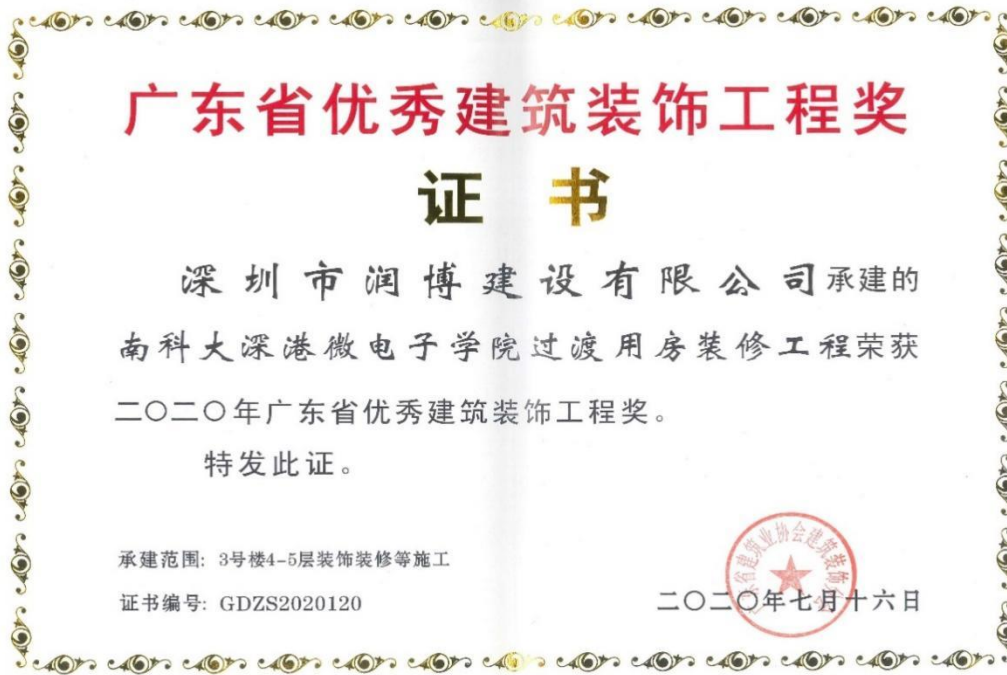 广东省优秀建筑装饰工程奖
证书
深圳市润博建设有限公司承建的
南科大深港微电子学院过渡用房装修工程荣获
二〇二〇年广东省优秀建筑装饰工程奖。
特发此证。
承建范围: 3号楼4-5层装饰装修等施工
证书编号: GDZS2020120
二〇二〇年七月十六日